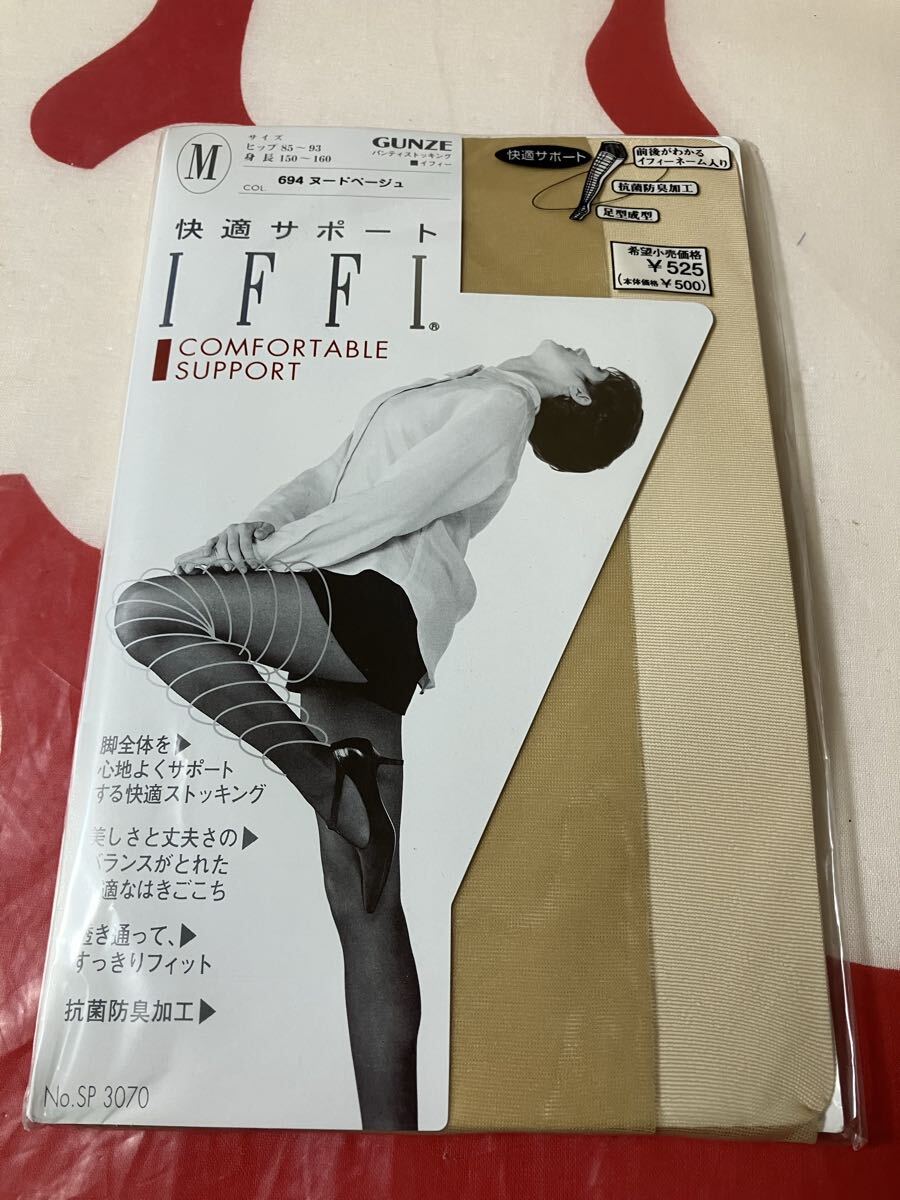 M
サイズ
ヒップ 85~93
身長 150~160
GUNZE
パンティストッキング
■イフィー
COL. 694 ヌードベージュ
快適サポート
IFFI®
COMFORTABLE
SUPPORT
快適サポート
前後がわかる
イフィーネーム入り
抗菌防臭加工
足型成型
希望小売価格
¥525
(本体価格¥500)
脚全体を▶
心地よくサポート
する快適ストッキング
美しさと丈夫さの▶
バランスがとれた
適なはきごこち
透き通って、▶
すっきりフィット
抗菌防臭加工▶
No.SP 3070